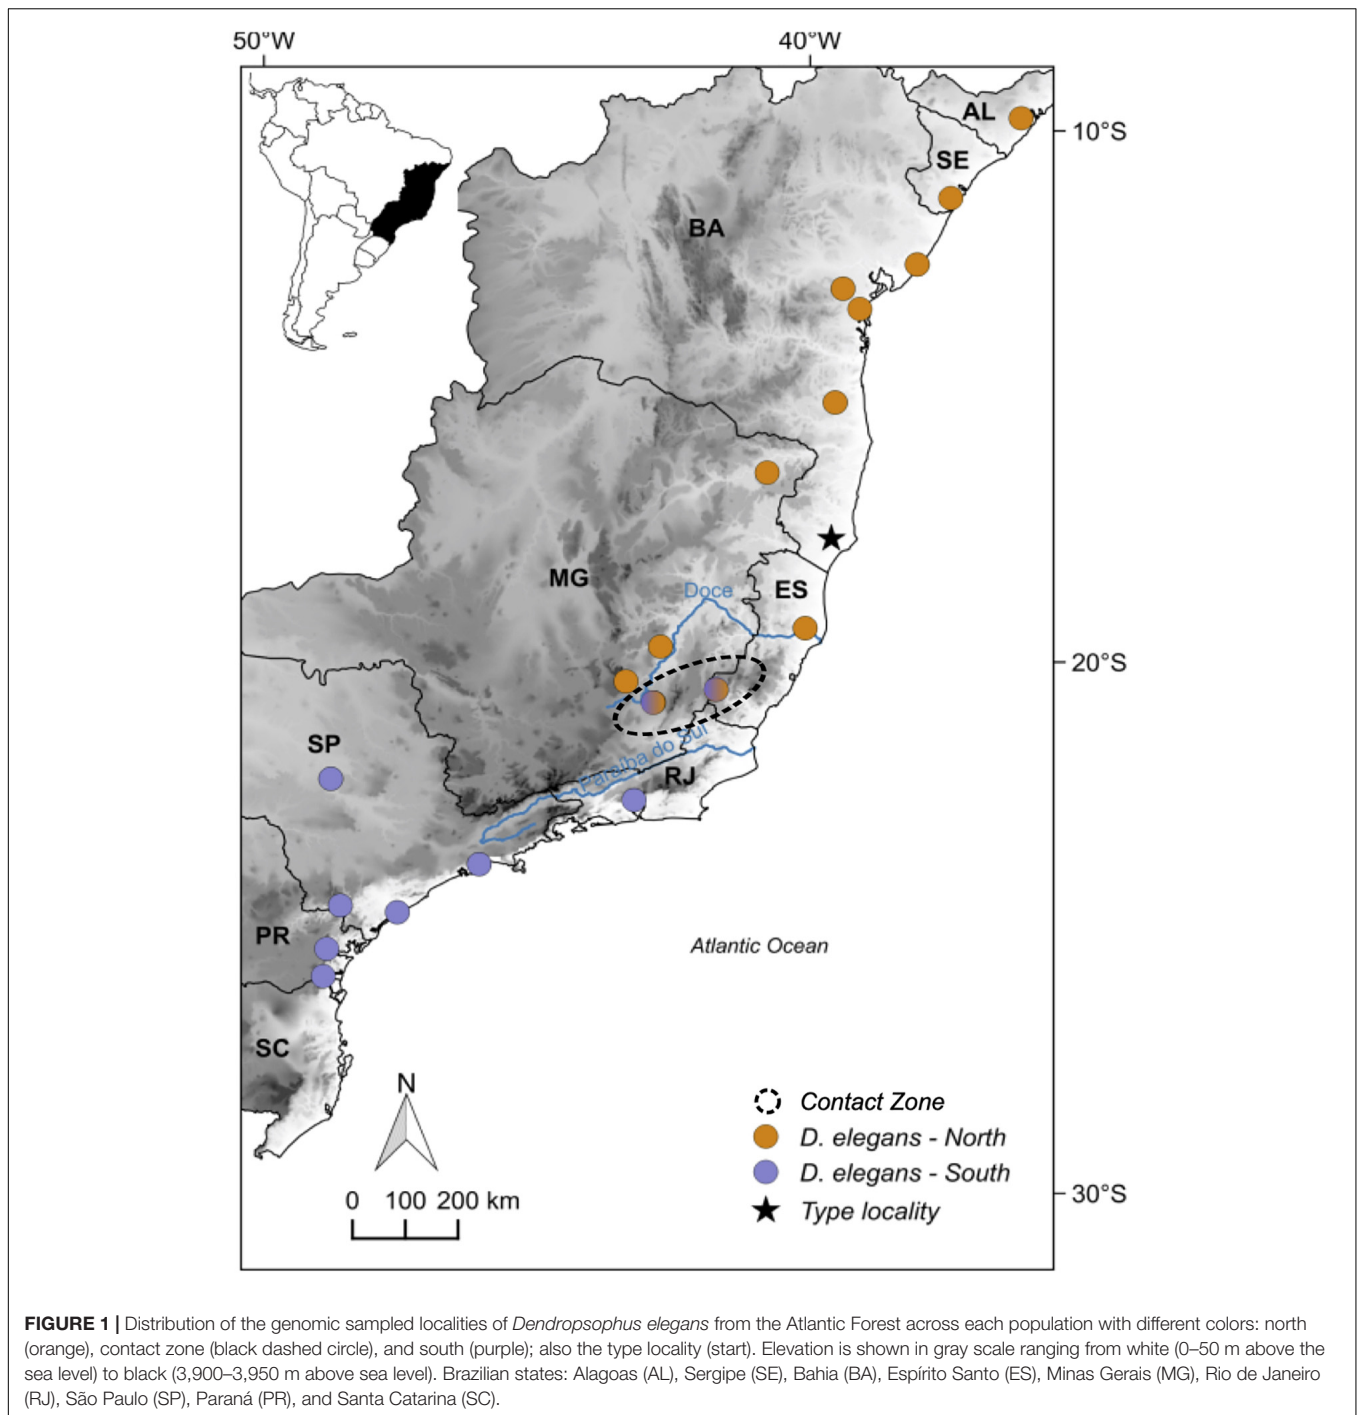 50°W 40°W
AL
10°S
SE
BA
MG
Doce
ES
20°S
SP
Paraíba do Sul
RJ
PR
Atlantic Ocean
SC
N
Contact Zone
D. elegans - North
D. elegans - South
0 100 200 km
30°S
Type locality
FIGURE 1 | Distribution of the genomic sampled localities of Dendropsophus elegans from the Atlantic Forest across each population with different colors: north
(orange), contact zone (black dashed circle), and south (purple); also the type locality (start). Elevation is shown in gray scale ranging from white (0–50 m above the
sea level) to black (3,900–3,950 m above sea level). Brazilian states: Alagoas (AL), Sergipe (SE), Bahia (BA), Espírito Santo (ES), Minas Gerais (MG), Rio de Janeiro
(RJ), São Paulo (SP), Paraná (PR), and Santa Catarina (SC).